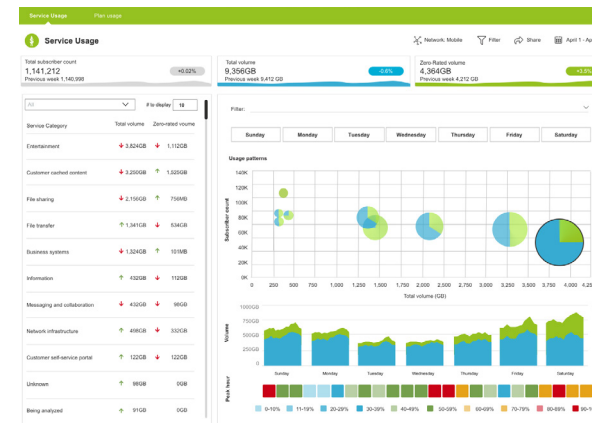 Service Usage Plan usage
Service Usage
Network: Mobile Filter Share April 1 - Ap
Total subscriber count
1,141,212 +0.02%
Previous week 1,140,998
Total volume
9,356GB -0.6%
Previous week 9,412 GB
Zero-Rated volume
4,364GB +3.5%
Previous week 4,212 GB
All # to display 10
Service Category Total volume Zero-rated voume
Entertainment 3,824GB 1,112GB
Customer cached content 3,250GB 1,525GB
File sharing 2,156GB 756MB
File transfer 1,341GB 534GB
Business systems 1,324GB 101MB
Information 432GB 112GB
Messaging and collaboration 432GB 98GB
Network infrastructure 498GB 332GB
Customer self-service portal 122GB 122GB
Unknown 98GB 0GB
Being analyzed 91GB 0GB
Filter:
Sunday Monday Tuesday Wednesday Thursday Friday Saturday
Usage patterns
Subscriber count
140K
120K
100K
80K
60K
40K
20K
0 250 500 750 1,000 1,250 1,500 1,750 2,000 2,500 2,750 3,000 3,250 3,500 3,750 4,000 4,25
Total volume (GB)
Volume
1000GB
750GB
500GB
250GB
0
Sunday Monday Tuesday Wednesday Thursday Friday Saturday
Peak hour
0-10% 11-19% 20-29% 30-39% 40-49% 50-59% 60-69% 70-79% 80-89% 90-1